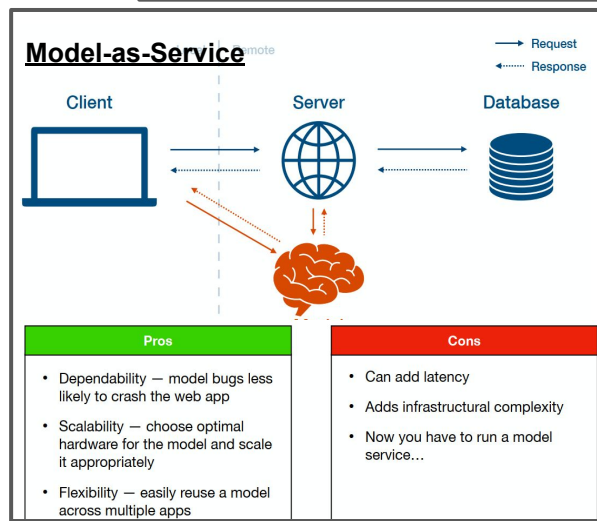 Model-as-Service
Remote
Request
Response
Client
Server
Database
Pros
• Dependability — model bugs less
likely to crash the web app
• Scalability — choose optimal
hardware for the model and scale
it appropriately
• Flexibility — easily reuse a model
across multiple apps
Cons
• Can add latency
• Adds infrastructural complexity
• Now you have to run a model
service…